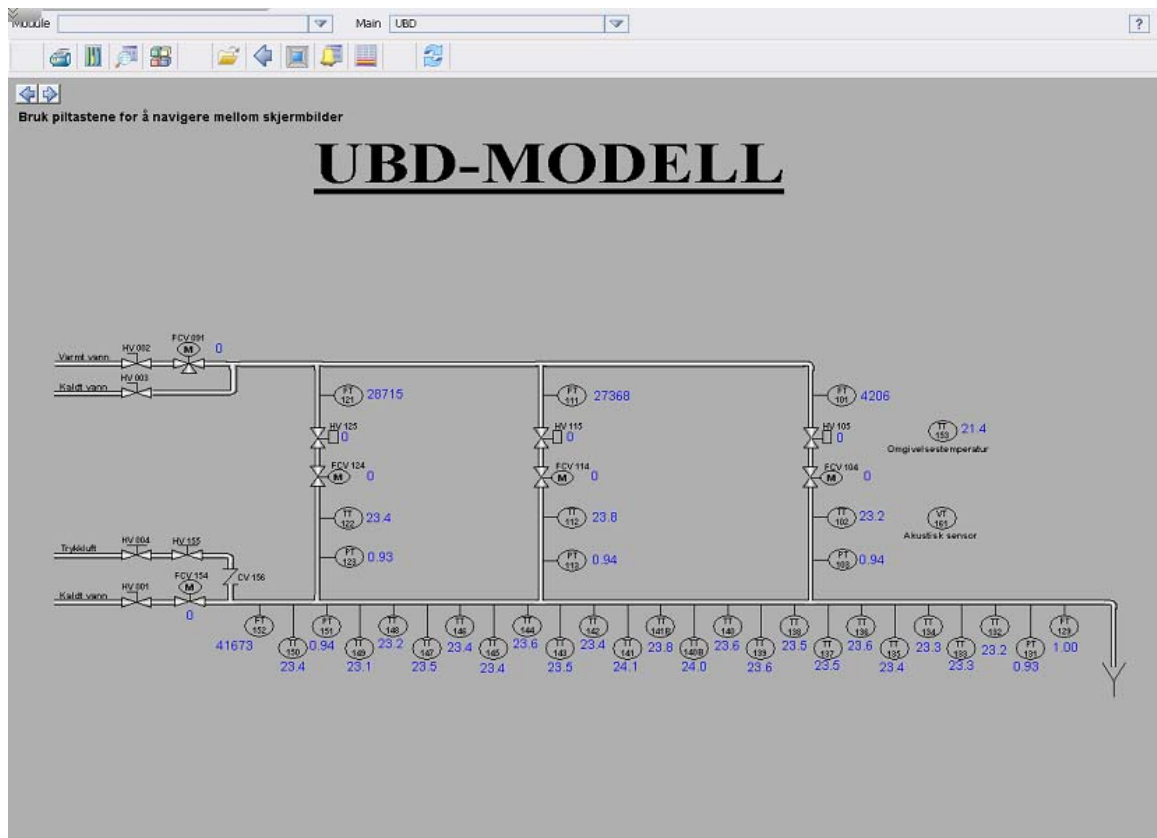 Module
Main UBD
?
Bruk piltastene for å navigere mellom skjermbilder
UBD-MODELL
Varmt vann HV 002 FCV 091 0
Kaldt vann HV 003
121 28715
111 27368
101 4206
HV 125 0
HV 115 0
HV 105 0
TT 153 21.4
Omgivelsestemperatur
FCV 124 M 0
FCV 114 M 0
FCV 104 M 0
TT 122 23.4
TT 112 23.8
TT 102 23.2
VT 161
Akustisk sensor
Trykkluft HV 004 HV 155
PT 123 0.93
PT 113 0.94
PT 103 0.94
CV 156
Kaldt vann HV 001 FCV 154 M 0
152 41673
TT 150 23.4
PT 151 0.94
TT 149 23.1
TT 148 23.2
TT 147 23.5
TT 146 23.4
TT 145 23.4
TT 144 23.6
TT 143 23.5
TT 142 23.4
TT 141 24.1
TT 141B 23.8
TT 140B 24.0
TT 140 23.6
TT 139 23.6
TT 138 23.5
TT 137 23.5
TT 136 23.6
TT 135 23.4
TT 134 23.3
TT 133 23.3
TT 132 23.2
PT 131 0.93
129 1.00